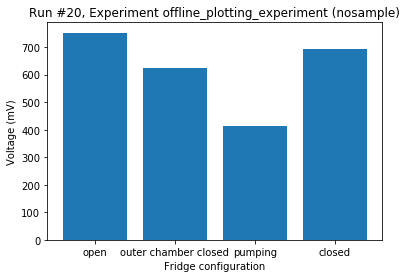 Run #20, Experiment offline_plotting_experiment (nosample)
700
600
500
400
300
200
100
0
Voltage (mV)
open outer chamber closed pumping closed
Fridge configuration